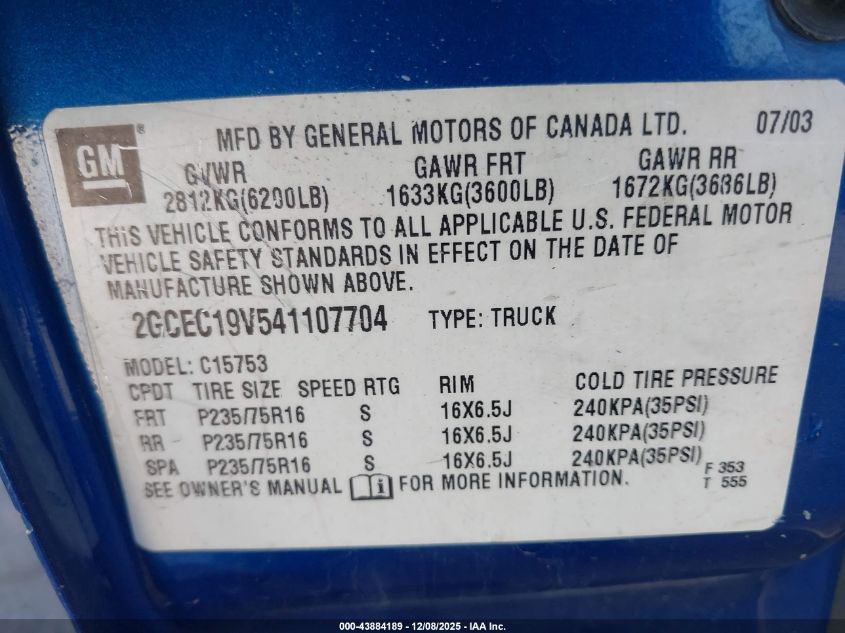 GM®
MFD BY GENERAL MOTORS OF CANADA LTD. 07/03
GVWR GAWR FRT GAWR RR
2812KG(6200LB) 1633KG(3600LB) 1672KG(3686LB)
THIS VEHICLE CONFORMS TO ALL APPLICABLE U.S. FEDERAL MOTOR
VEHICLE SAFETY STANDARDS IN EFFECT ON THE DATE OF
MANUFACTURE SHOWN ABOVE.
2GCEC19V541107704 TYPE: TRUCK
MODEL: C15753
CPDT TIRE SIZE SPEED RTG RIM COLD TIRE PRESSURE
FRT P235/75R16 S 16X6.5J 240KPA(35PSI)
RR P235/75R16 S 16X6.5J 240KPA(35PSI)
SPA P235/75R16 S 16X6.5J 240KPA(35PSI)
SEE OWNER'S MANUAL i FOR MORE INFORMATION.
F 353
T 555
000-43884189 - 12/08/2025 - IAA Inc.